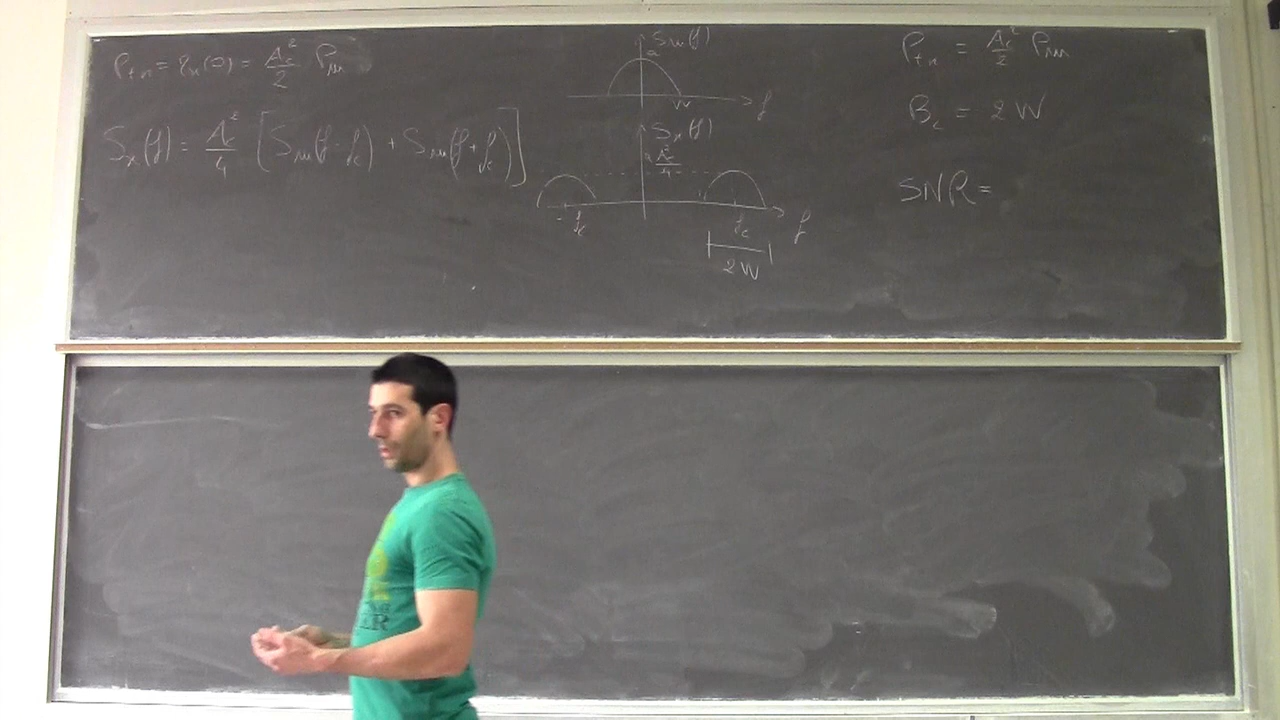 P_tx = r_x(0) = A_c²/2 P_m
S_x(f) = A_c²/4 [S_m(f - f_c) + S_m(f + f_c)]
S_m(f)
a
W
f
S_x(f)
a A_c²/4
-f_c
f_c
f
2W
P_tx = A_c²/2 P_m
B_c = 2W
SNR =
ER